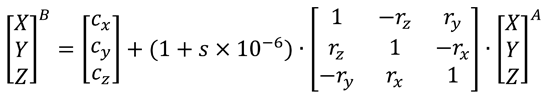 [X Y Z]^B = [c_x c_y c_z] + (1 + s × 10^{-6}) · [1 −r_z r_y; r_z 1 −r_x; −r_y r_x 1] · [X Y Z]^A